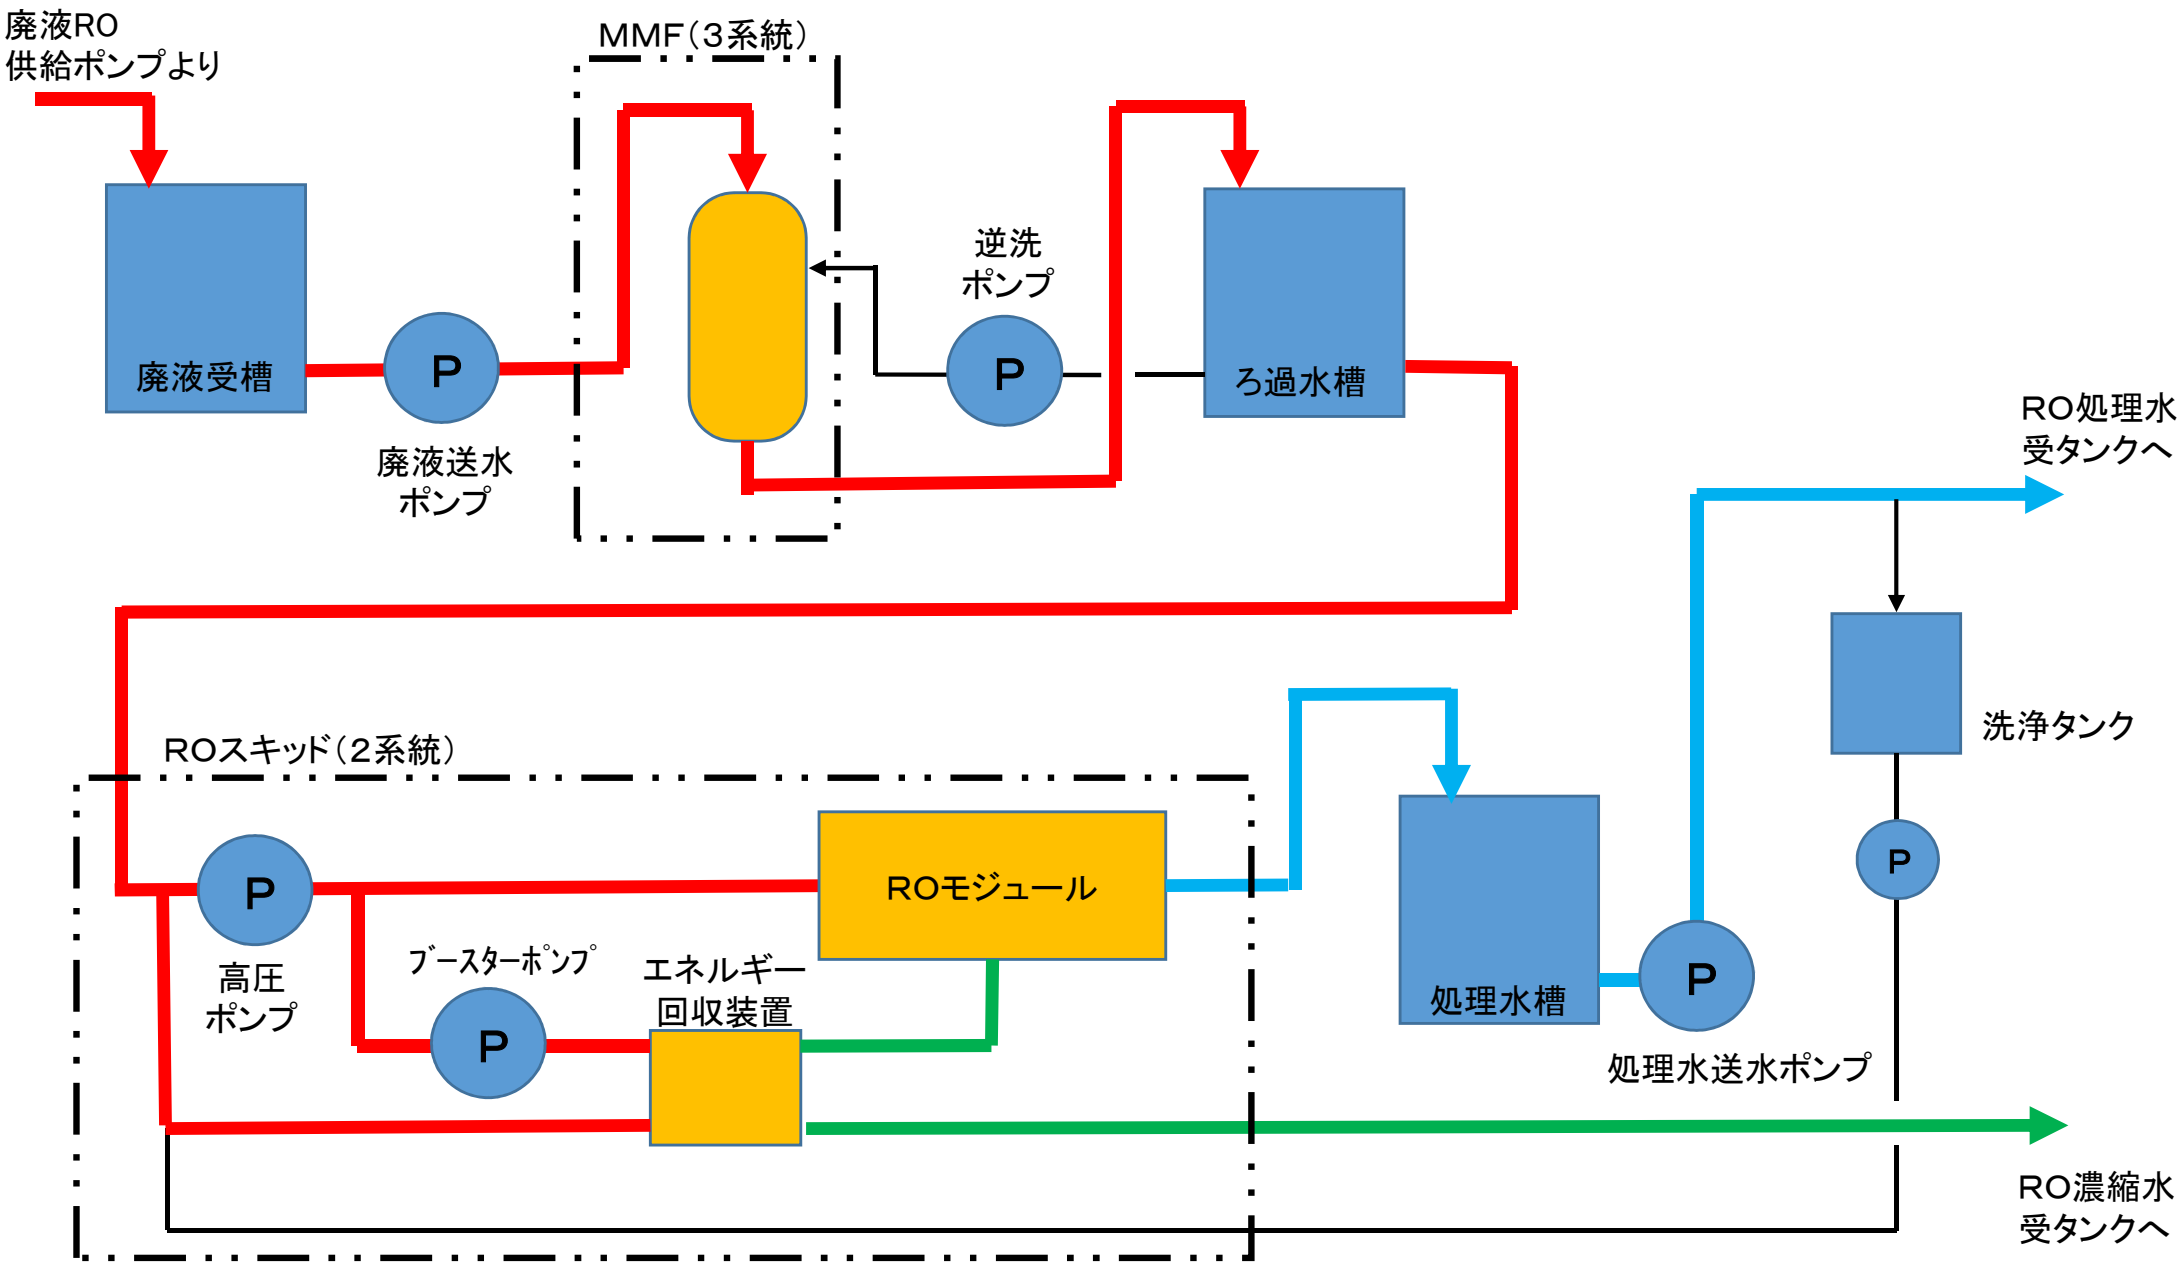 廃液RO
供給ポンプより
MMF(3系統)
廃液受槽
P
廃液送水
ポンプ
逆洗
ポンプ
P
ろ過水槽
RO処理水
受タンクへ
洗浄タンク
P
ROスキッド(2系統)
P
高圧
ポンプ
ブースターポンプ
P
エネルギー
回収装置
ROモジュール
処理水槽
P
処理水送水ポンプ
RO濃縮水
受タンクへ